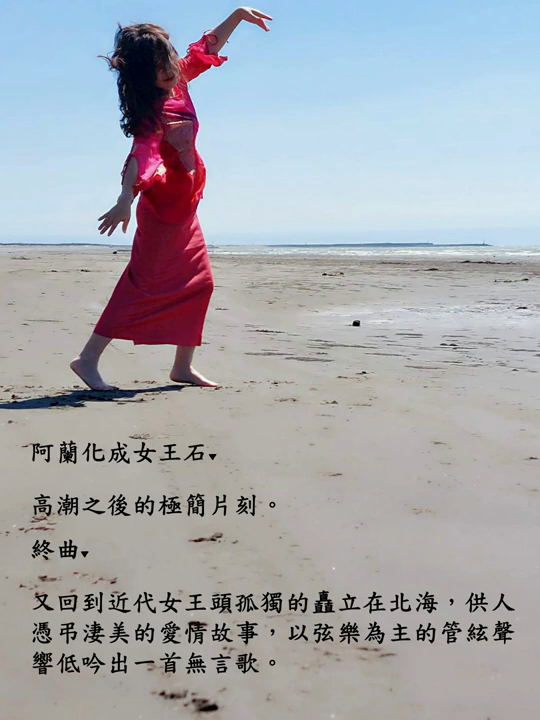 阿蘭化成女王石▾
高潮之後的極簡片刻。
終曲▾
又回到近代女王頭孤獨的矗立在北海，供人
憑弔淒美的愛情故事，以弦樂為主的管絃聲
響低吟出一首無言歌。